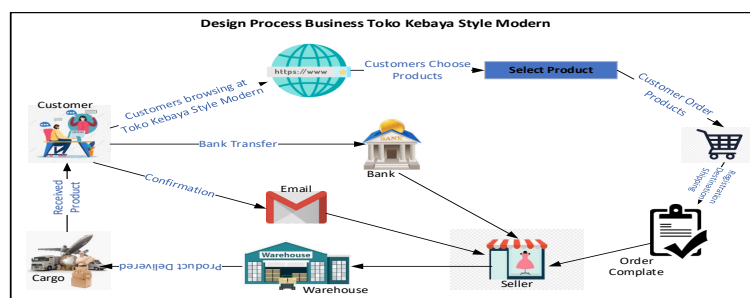 Design Process Business Toko Kebaya Style Modern
https://www
Customers Choose
Products
Select Product
Customer
Customers browsing at
Toko Kebaya Style Modern
Customer Order
Products
BANK
Bank Transfer
Bank
Registration
Destination
Shipping
Confirmation
Email
Received
Product
Order
Complate
Warehouse
Product Delivered
Cargo
Warehouse
Seller